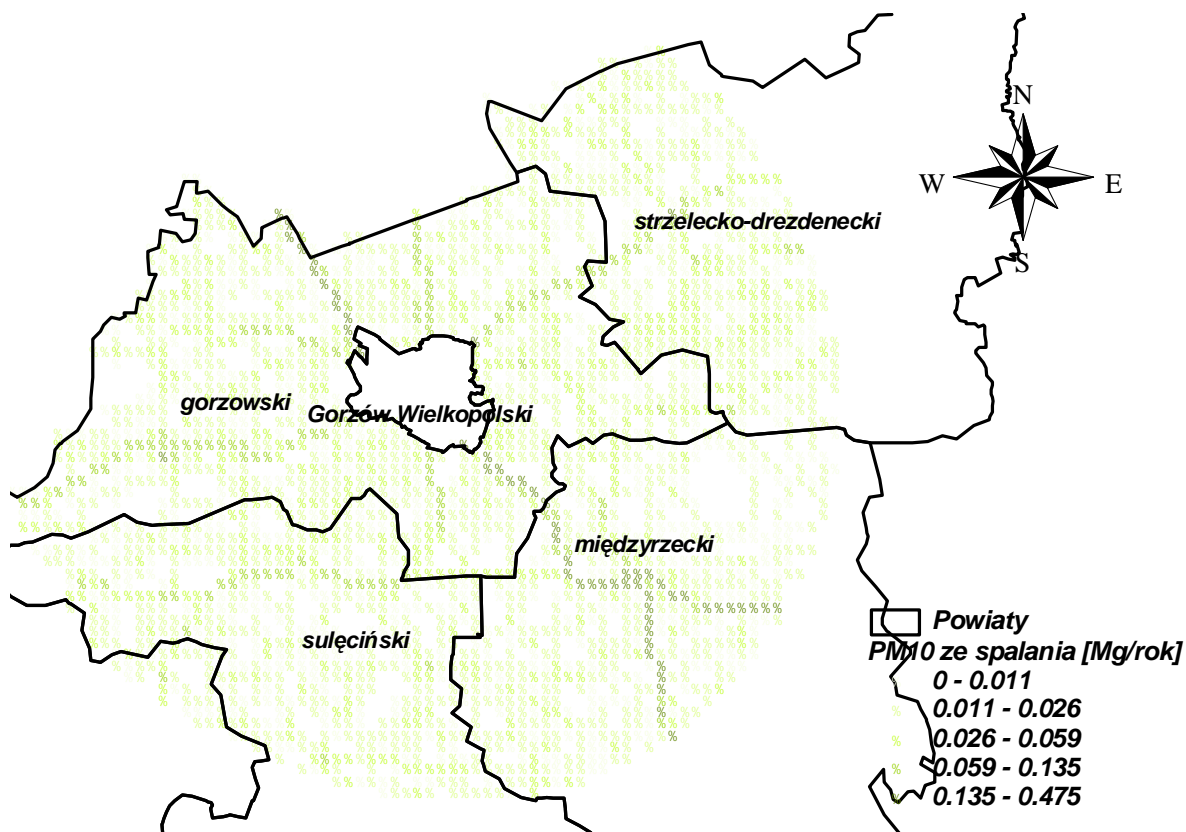 N
W
E
S
strzelecko-drezdenecki
gorzowski
Gorzów Wielkopolski
międzyrzecki
sulęciński
Powiaty
PM10 ze spalania [Mg/rok]
0 - 0.011
0.011 - 0.026
% 0.026 - 0.059
% 0.059 - 0.135
% 0.135 - 0.475